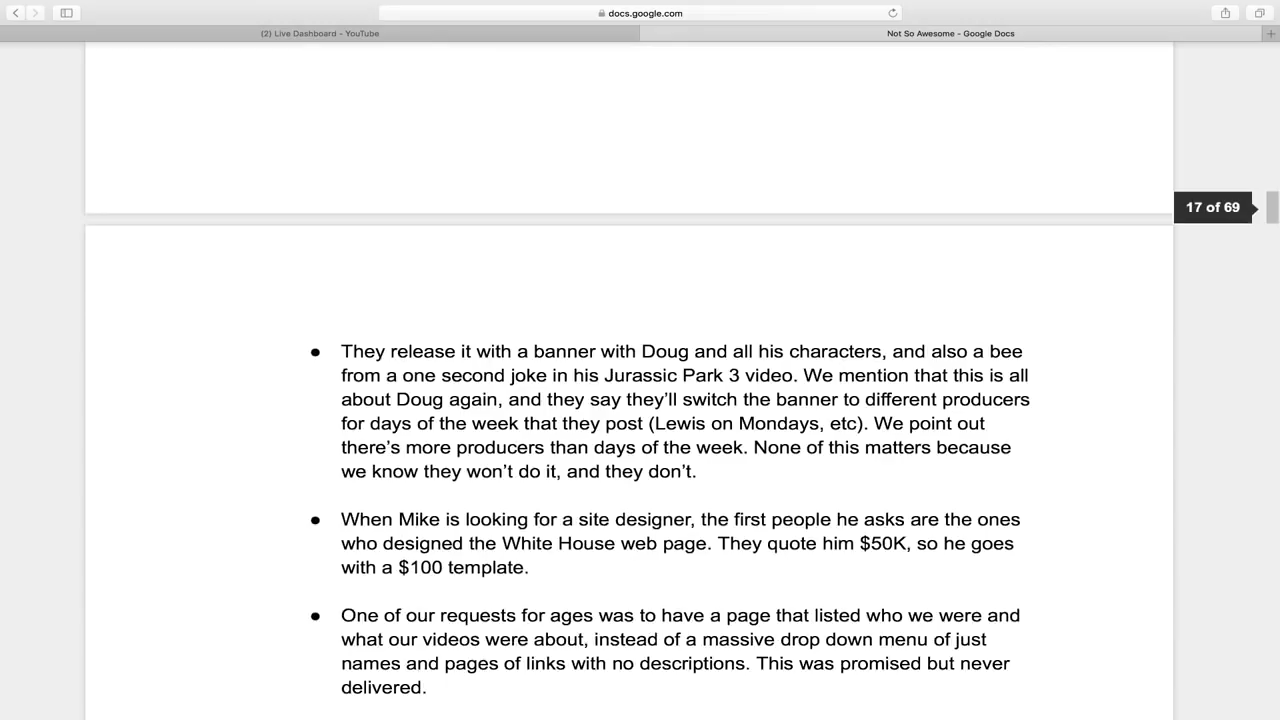 docs.google.com
(2) Live Dashboard - YouTube
Not So Awesome - Google Docs
17 of 69
● They release it with a banner with Doug and all his characters, and also a bee
from a one second joke in his Jurassic Park 3 video. We mention that this is all
about Doug again, and they say they’ll switch the banner to different producers
for days of the week that they post (Lewis on Mondays, etc). We point out
there’s more producers than days of the week. None of this matters because
we know they won’t do it, and they don’t.
● When Mike is looking for a site designer, the first people he asks are the ones
who designed the White House web page. They quote him $50K, so he goes
with a $100 template.
● One of our requests for ages was to have a page that listed who we were and
what our videos were about, instead of a massive drop down menu of just
names and pages of links with no descriptions. This was promised but never
delivered.